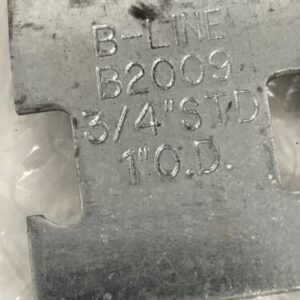 B-LINE
B2009
3/4"STD
1"O.D.